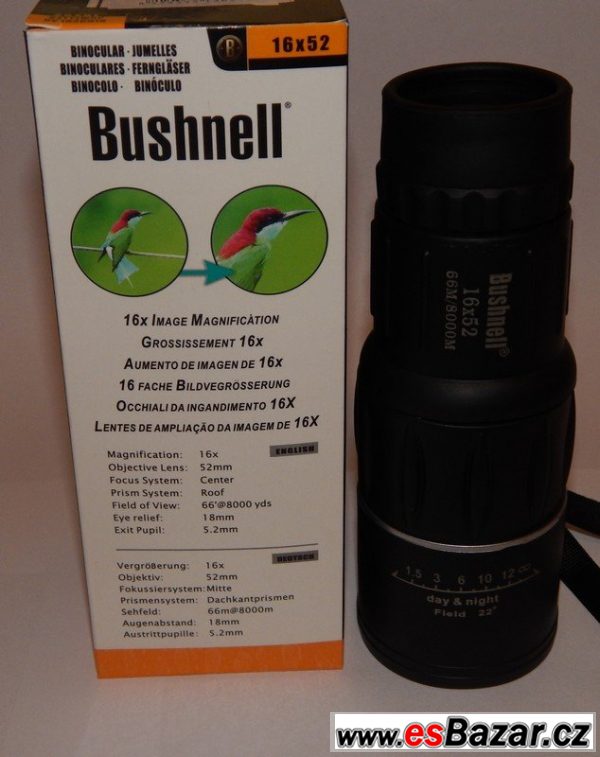 BINOCULAR · JUMELLES
BINOCULARES · FERNGLÄSER
BINOCOLO · BINÓCULO
B
16x52
Bushnell®
16X IMAGE MAGNIFICÀTION
GROSSISSEMENT 16X
AUMENTO DE IMAGEN DE 16X
16 FACHE BILDVEGRÖSSERUNG
OCCHIALI DA INGANDIMENTO 16X
LENTES DE AMPLIAÇÃO DA IMAGEM DE 16X
ENGLISH
Magnification: 16x
Objective Lens: 52mm
Focus System: Center
Prism System: Roof
Field of View: 66'@8000 yds
Eye relief: 18mm
Exit Pupil: 5.2mm
DEUTSCH
Vergrößerung: 16x
Objektiv: 52mm
Fokussiersystem: Mitte
Prismensystem: Dachkantprismen
Sehfeld: 66m@8000m
Augenabstand: 18mm
Austrittpupille: 5.2mm
Bushnell®
16x52
66M/8000M
1.5 3 6 10 12 ∞
day & night
Field 22°
www.esBazar.cz